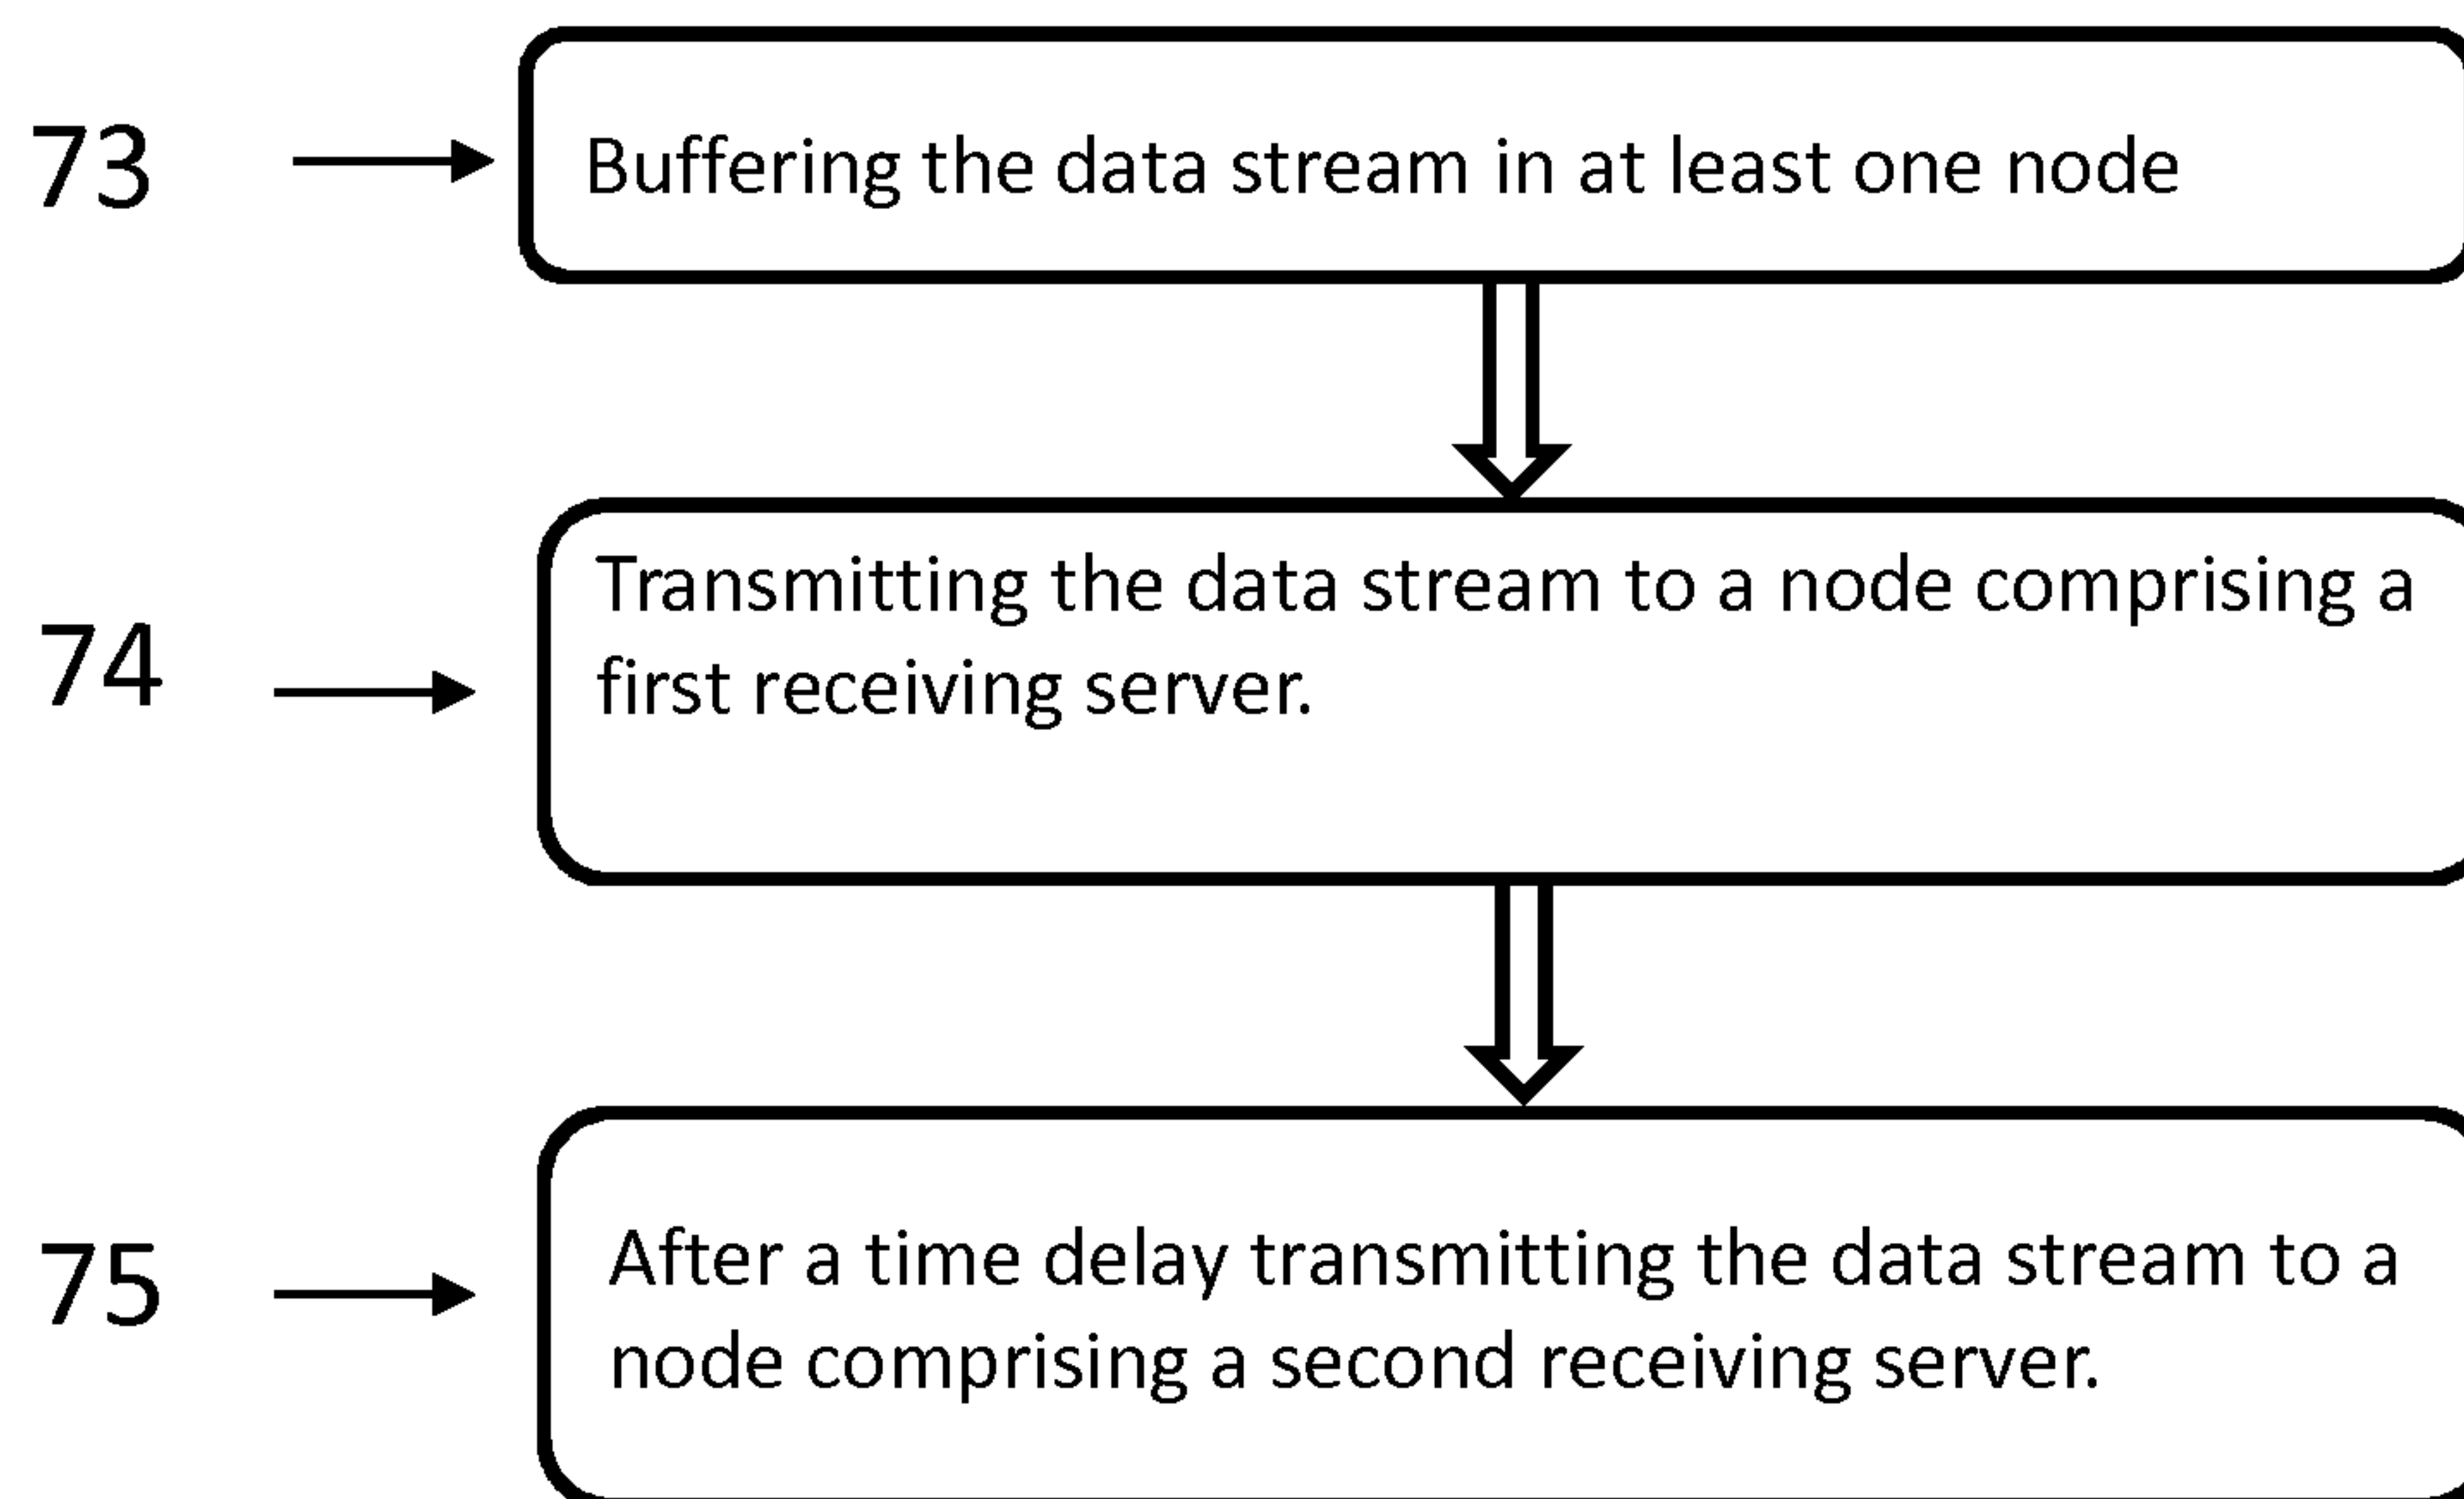 73
Buffering the data stream in at least one node
74
Transmitting the data stream to a node comprising a
first receiving server.
75
After a time delay transmitting the data stream to a
node comprising a second receiving server.